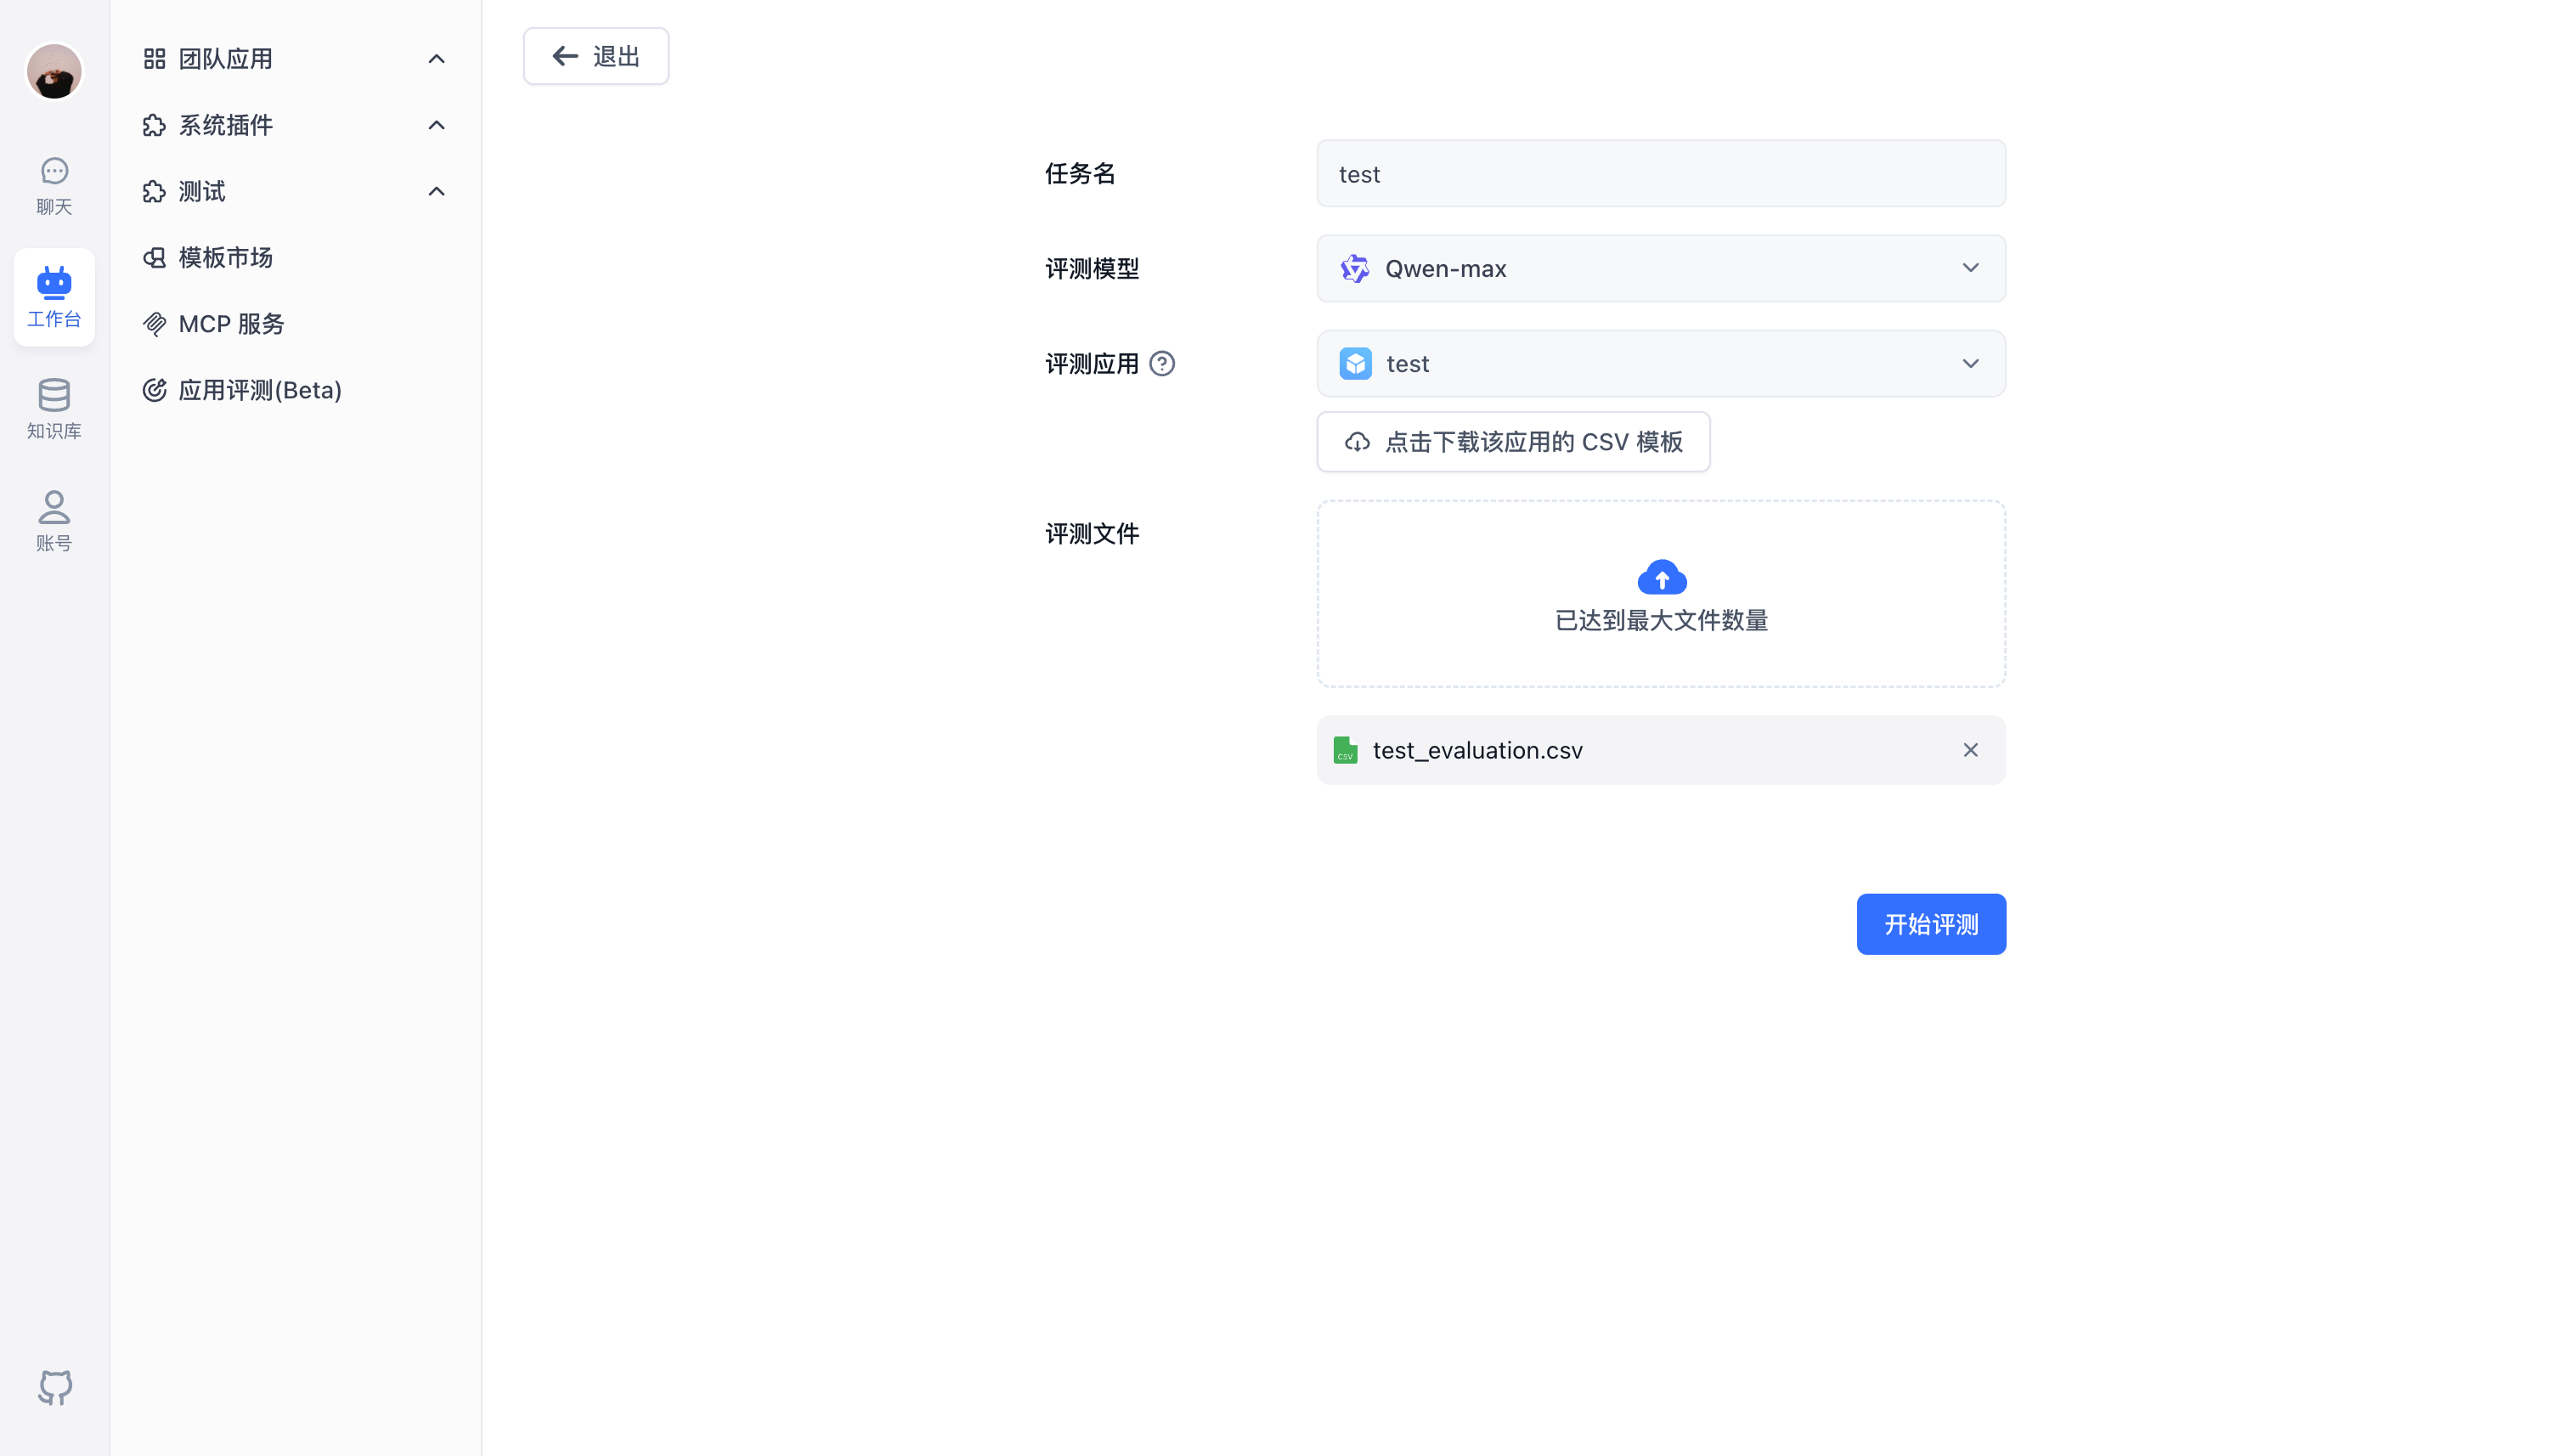 聊天
工作台
知识库
账号
团队应用
系统插件
测试
模板市场
MCP 服务
应用评测(Beta)
退出
任务名
test
评测模型
Qwen-max
评测应用
test
点击下载该应用的 CSV 模板
评测文件
已达到最大文件数量
CSV
test_evaluation.csv
开始评测